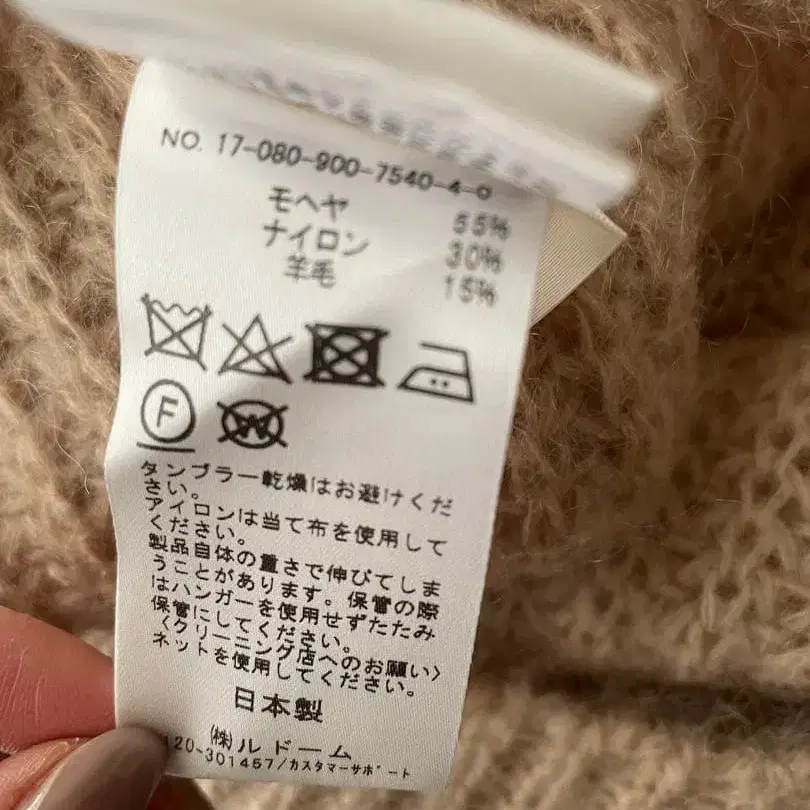 NO. 17-080-900-7540-4-0
モヘヤ 55%
ナイロン 30%
羊毛 15%
F
W
タンブラー乾燥はお避けくだ
さい。
アイロンは当て布を使用して
ください。
製品自体の重さで伸びてしま
うことがあります。保管の際
はハンガーを使用せずたたみ
保管にしてください。
〈クリーニング店へのお願い〉
ネットを使用してください。
日本製
㈱ルドーム
120-301457/カスタマーサポート